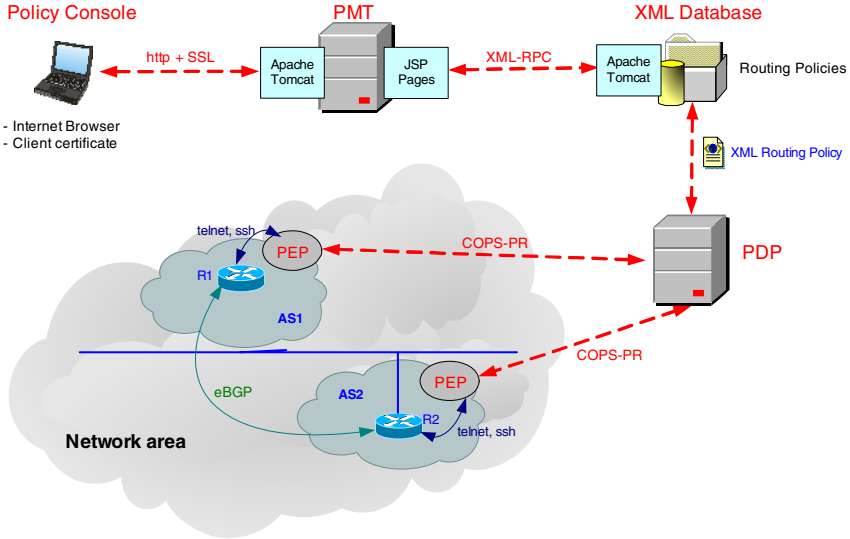 Policy Console
PMT
XML Database
http + SSL
Apache
Tomcat
JSP
Pages
XML-RPC
Apache
Tomcat
Routing Policies
- Internet Browser
- Client certificate
XML Routing Policy
telnet, ssh
PEP
COPS-PR
PDP
R1
AS1
COPS-PR
PEP
eBGP
AS2
R2
telnet, ssh
Network area